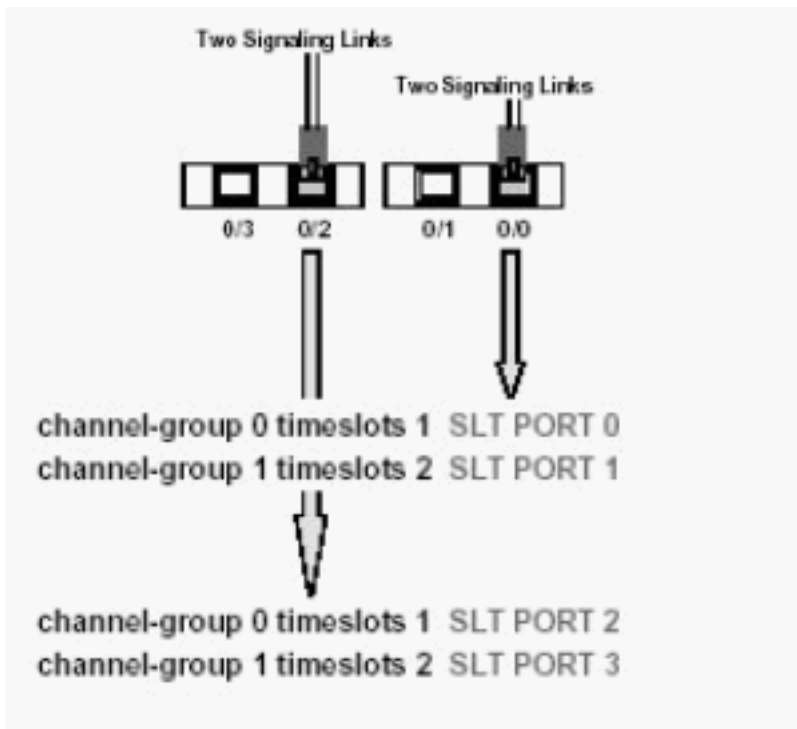 Two Signaling Links
Two Signaling Links
0/3 0/2 0/1 0/0
channel-group 0 timeslots 1 SLT PORT 0
channel-group 1 timeslots 2 SLT PORT 1
channel-group 0 timeslots 1 SLT PORT 2
channel-group 1 timeslots 2 SLT PORT 3